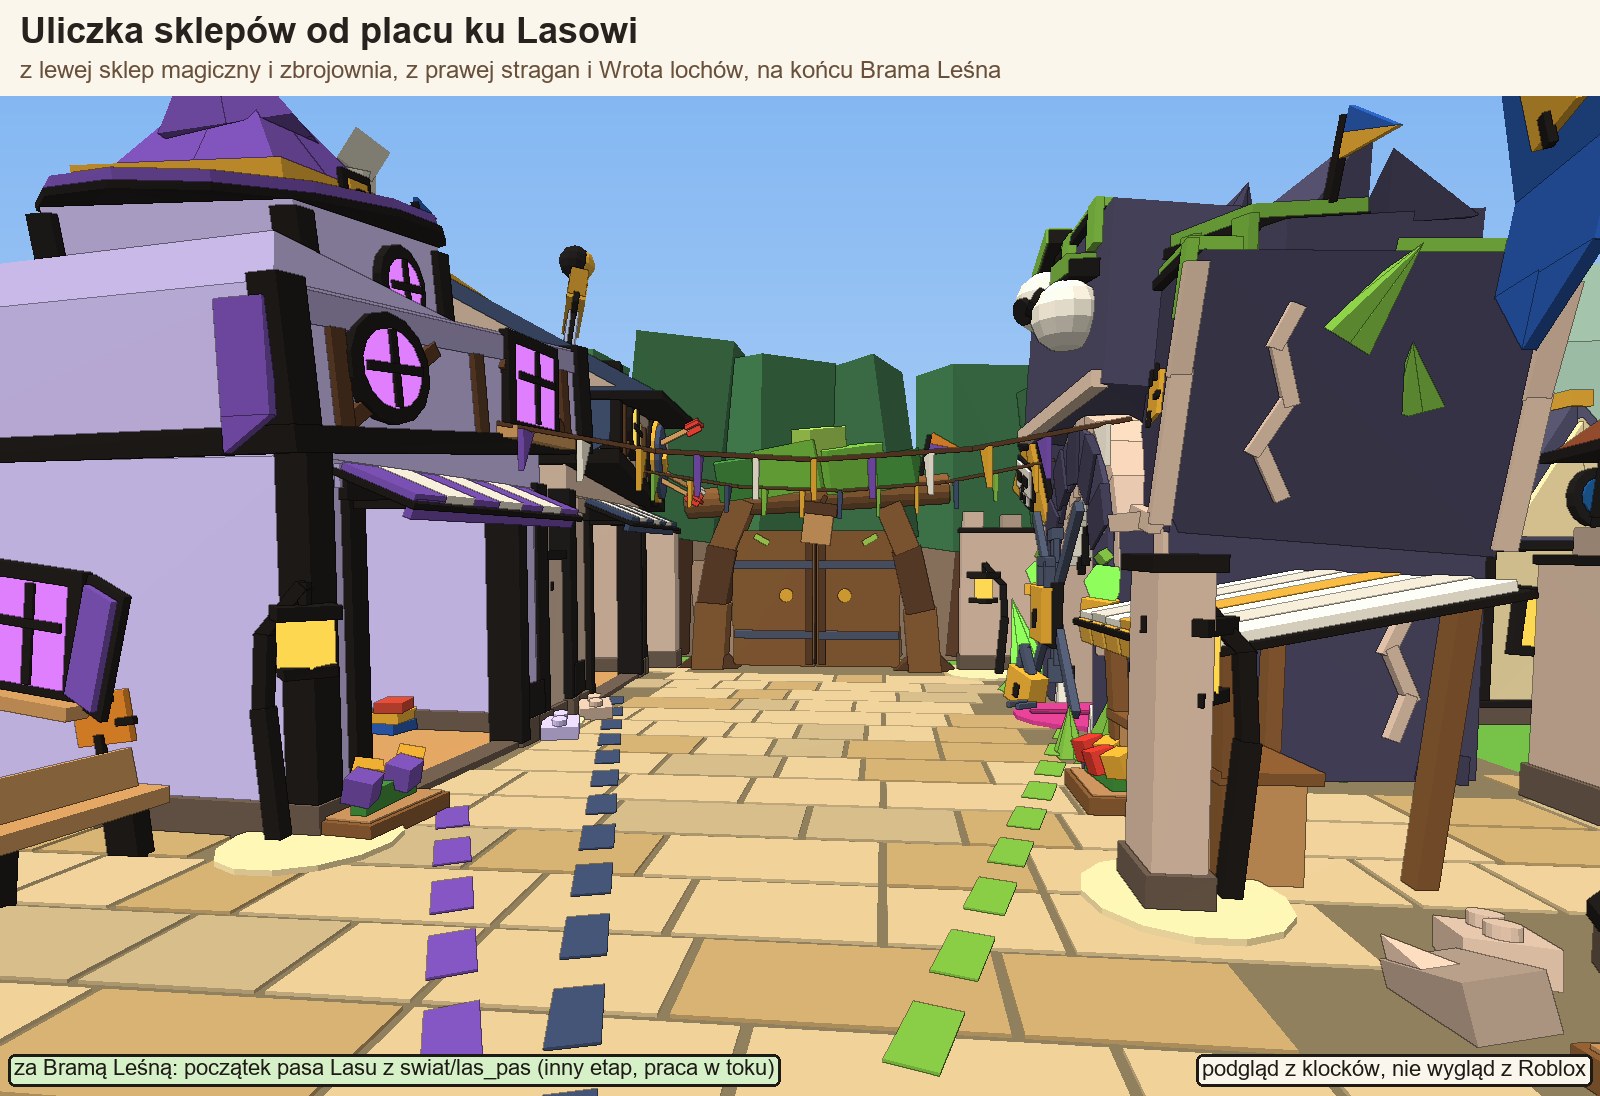 Uliczka sklepów od placu ku Lasowi
z lewej sklep magiczny i zbrojownia, z prawej stragan i Wrota lochów, na końcu Brama Leśna
za Bramą Leśną: początek pasa Lasu z swiat/las_pas (inny etap, praca w toku)
podgląd z klocków, nie wygląd z Roblox